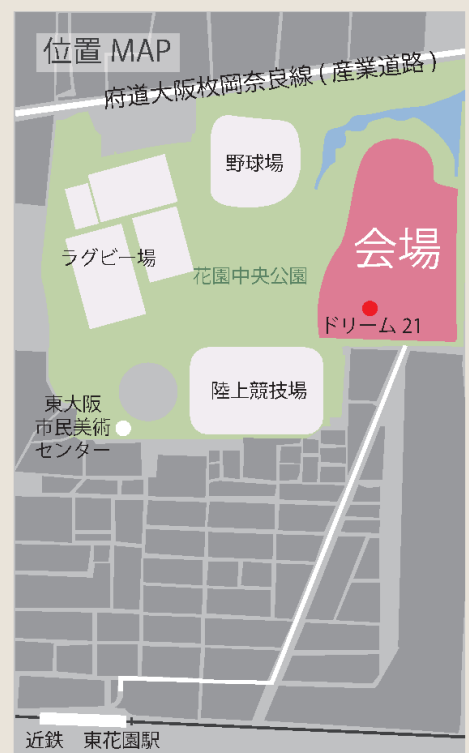 位置 MAP
府道大阪枚岡奈良線 ( 産業道路 )
野球場
会場
ラグビー場
花園中央公園
ドリーム 21
陸上競技場
東大阪
市民美術
センター
近鉄 東花園駅